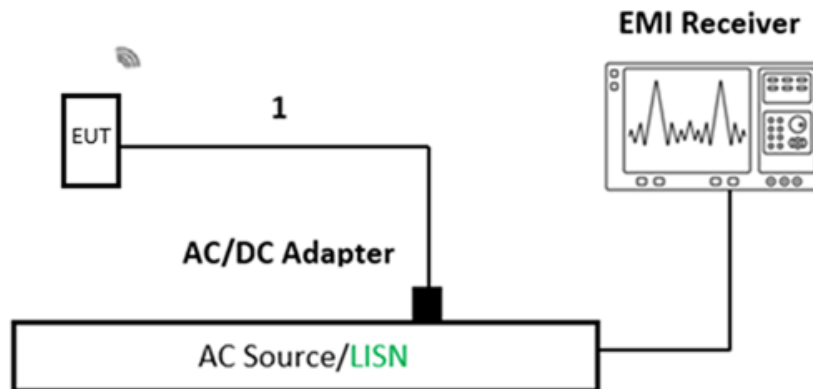 EMI Receiver
1
EUT
AC/DC Adapter
AC Source/LISN